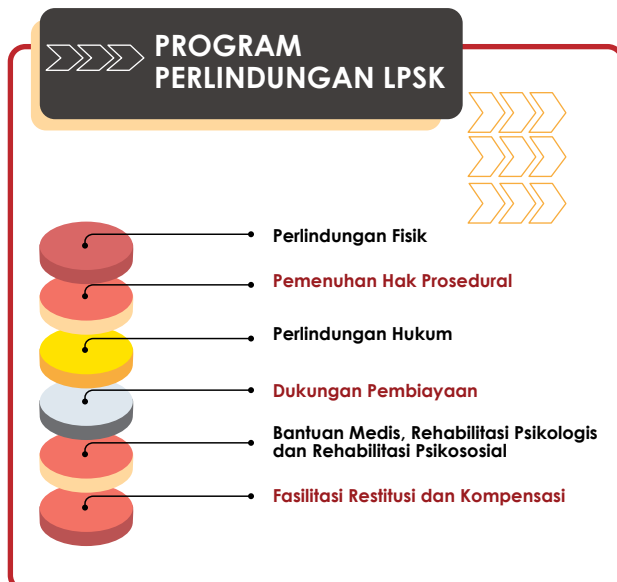 PROGRAM
PERLINDUNGAN LPSK
Perlindungan Fisik
Pemenuhan Hak Prosedural
Perlindungan Hukum
Dukungan Pembiayaan
Bantuan Medis, Rehabilitasi Psikologis
dan Rehabilitasi Psikososial
Fasilitasi Restitusi dan Kompensasi